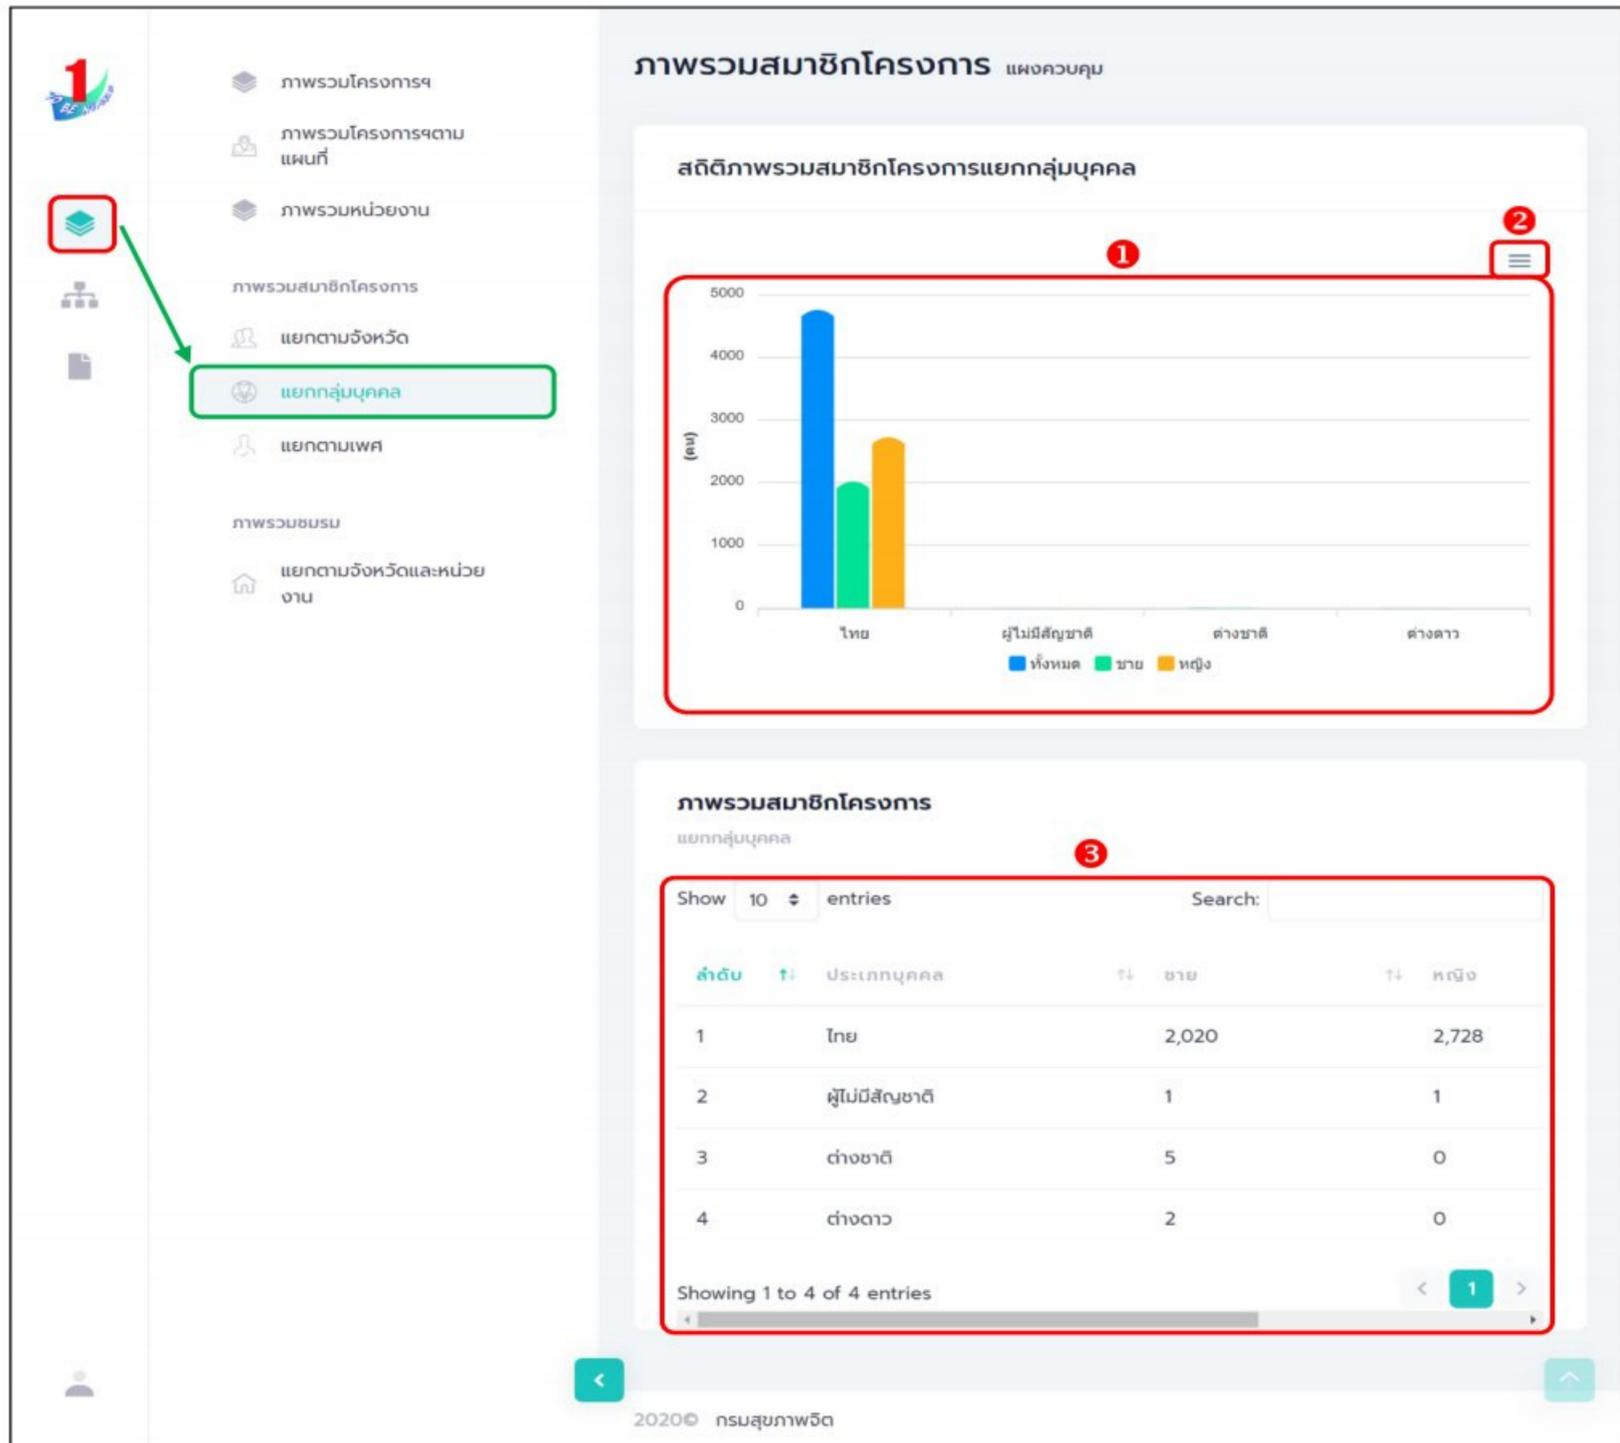 1
TO BE NUMBER
ภาพรวมโครงการฯ
ภาพรวมโครงการฯตาม
แผนที่
ภาพรวมหน่วยงาน
ภาพรวมสมาชิกโครงการ
แยกตามจังหวัด
แยกกลุ่มบุคคล
แยกตามเพศ
ภาพรวมชมรม
แยกตามจังหวัดและหน่วย
งาน
ภาพรวมสมาชิกโครงการ แผงควบคุม
สถิติภาพรวมสมาชิกโครงการแยกกลุ่มบุคคล
❷
❶
5000
4000
3000
2000
1000
0
(คน)
ไทย ผู้ไม่มีสัญชาติ ต่างชาติ ต่างดาว
ทั้งหมด ชาย หญิง
ภาพรวมสมาชิกโครงการ
แยกกลุ่มบุคคล
❸
Show 10 entries Search:
ลำดับ ประเภทบุคคล ชาย หญิง
1 ไทย 2,020 2,728
2 ผู้ไม่มีสัญชาติ 1 1
3 ต่างชาติ 5 0
4 ต่างดาว 2 0
Showing 1 to 4 of 4 entries < 1 >
2020© กรมสุขภาพจิต